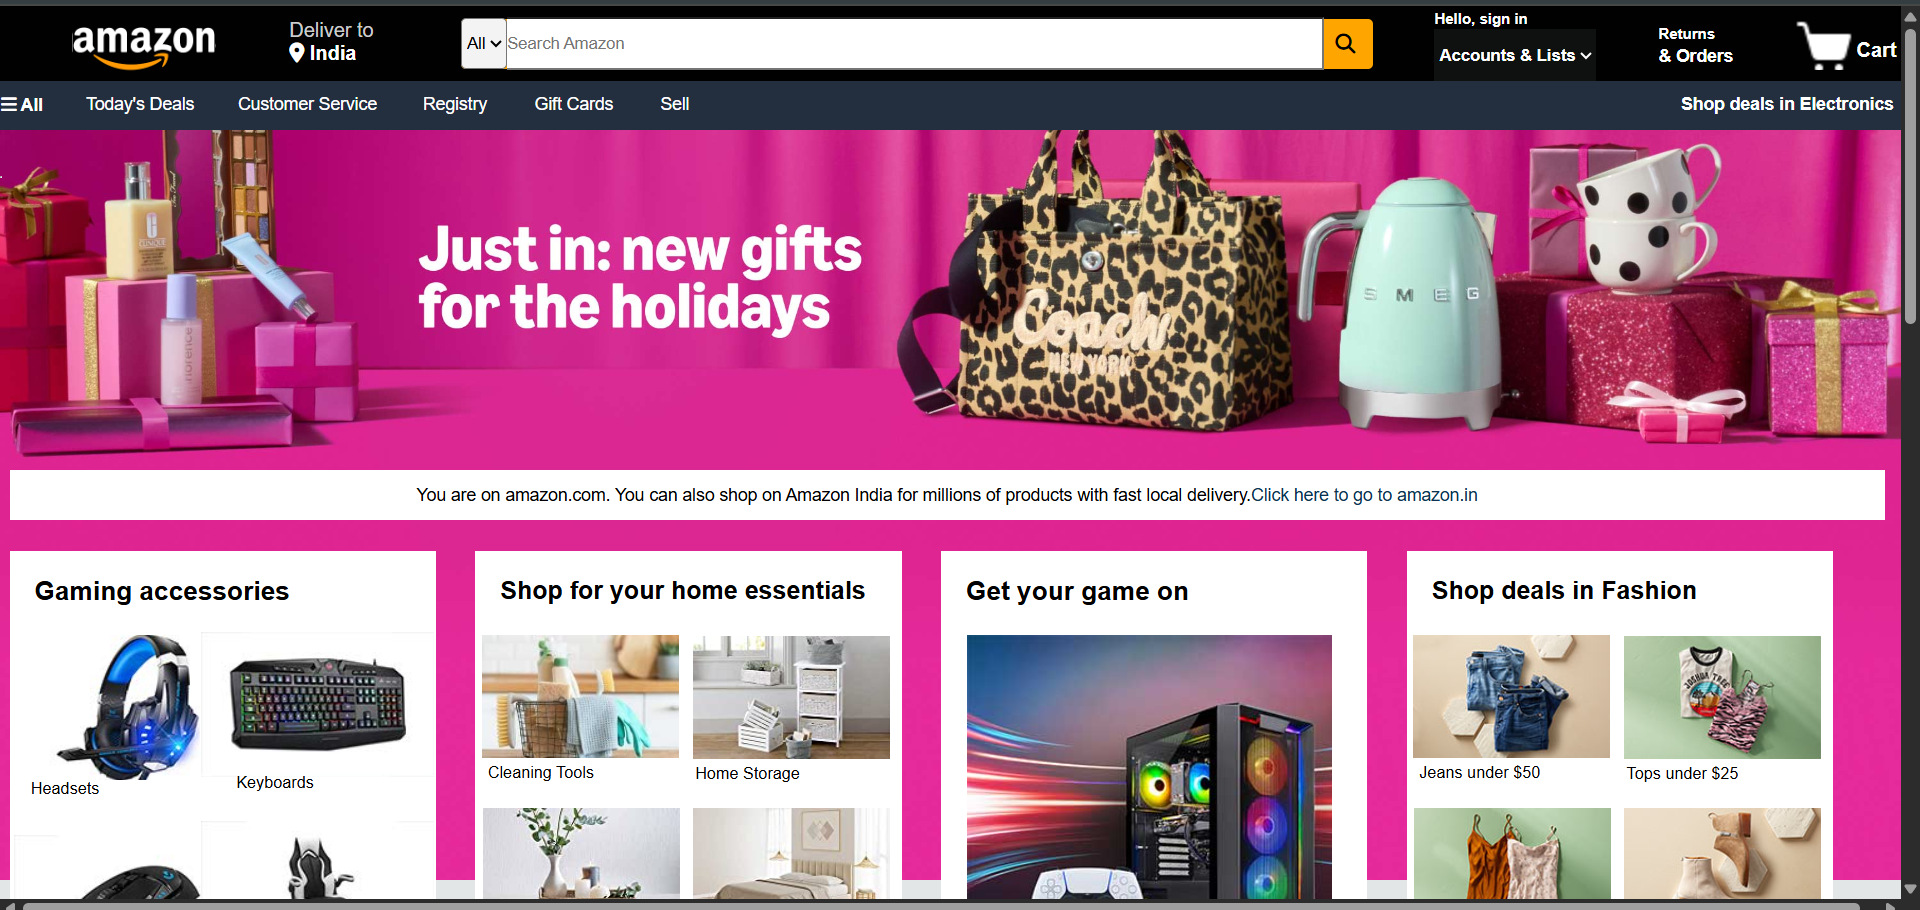 amazon
Deliver to
India
All
Search Amazon
Hello, sign in
Accounts & Lists
Returns
& Orders
Cart
All
Today's Deals
Customer Service
Registry
Gift Cards
Sell
Shop deals in Electronics
Just in: new gifts
for the holidays
CLINIQUE
florence
Coach
NEW YORK
SMEG
You are on amazon.com. You can also shop on Amazon India for millions of products with fast local delivery.Click here to go to amazon.in
Gaming accessories
Shop for your home essentials
Get your game on
Shop deals in Fashion
JOSHUA TREE
Headsets
Keyboards
Cleaning Tools
Home Storage
Jeans under $50
Tops under $25